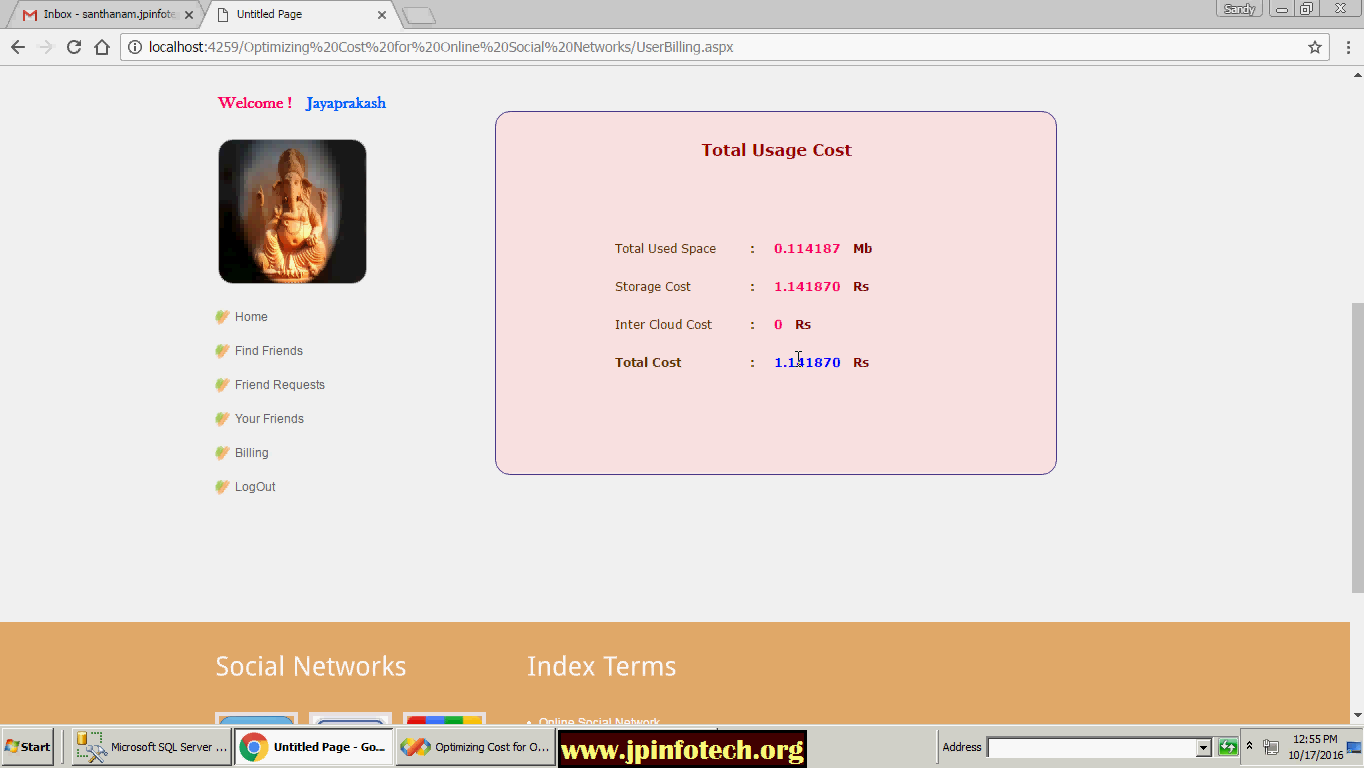 Inbox - santhanam.jpinfote
Untitled Page
Sandy
localhost:4259/Optimizing%20Cost%20for%20Online%20Social%20Networks/UserBilling.aspx
Welcome ! Jayaprakash
Total Usage Cost
Total Used Space : 0.114187 Mb
Storage Cost : 1.141870 Rs
Inter Cloud Cost : 0 Rs
Total Cost : 1.141870 Rs
Home
Find Friends
Friend Requests
Your Friends
Billing
LogOut
Social Networks
Index Terms
Online Social Network
Start
Microsoft SQL Server ...
Untitled Page - Go...
Optimizing Cost for O...
www.jpinfotech.org
Address
12:55 PM
10/17/2016